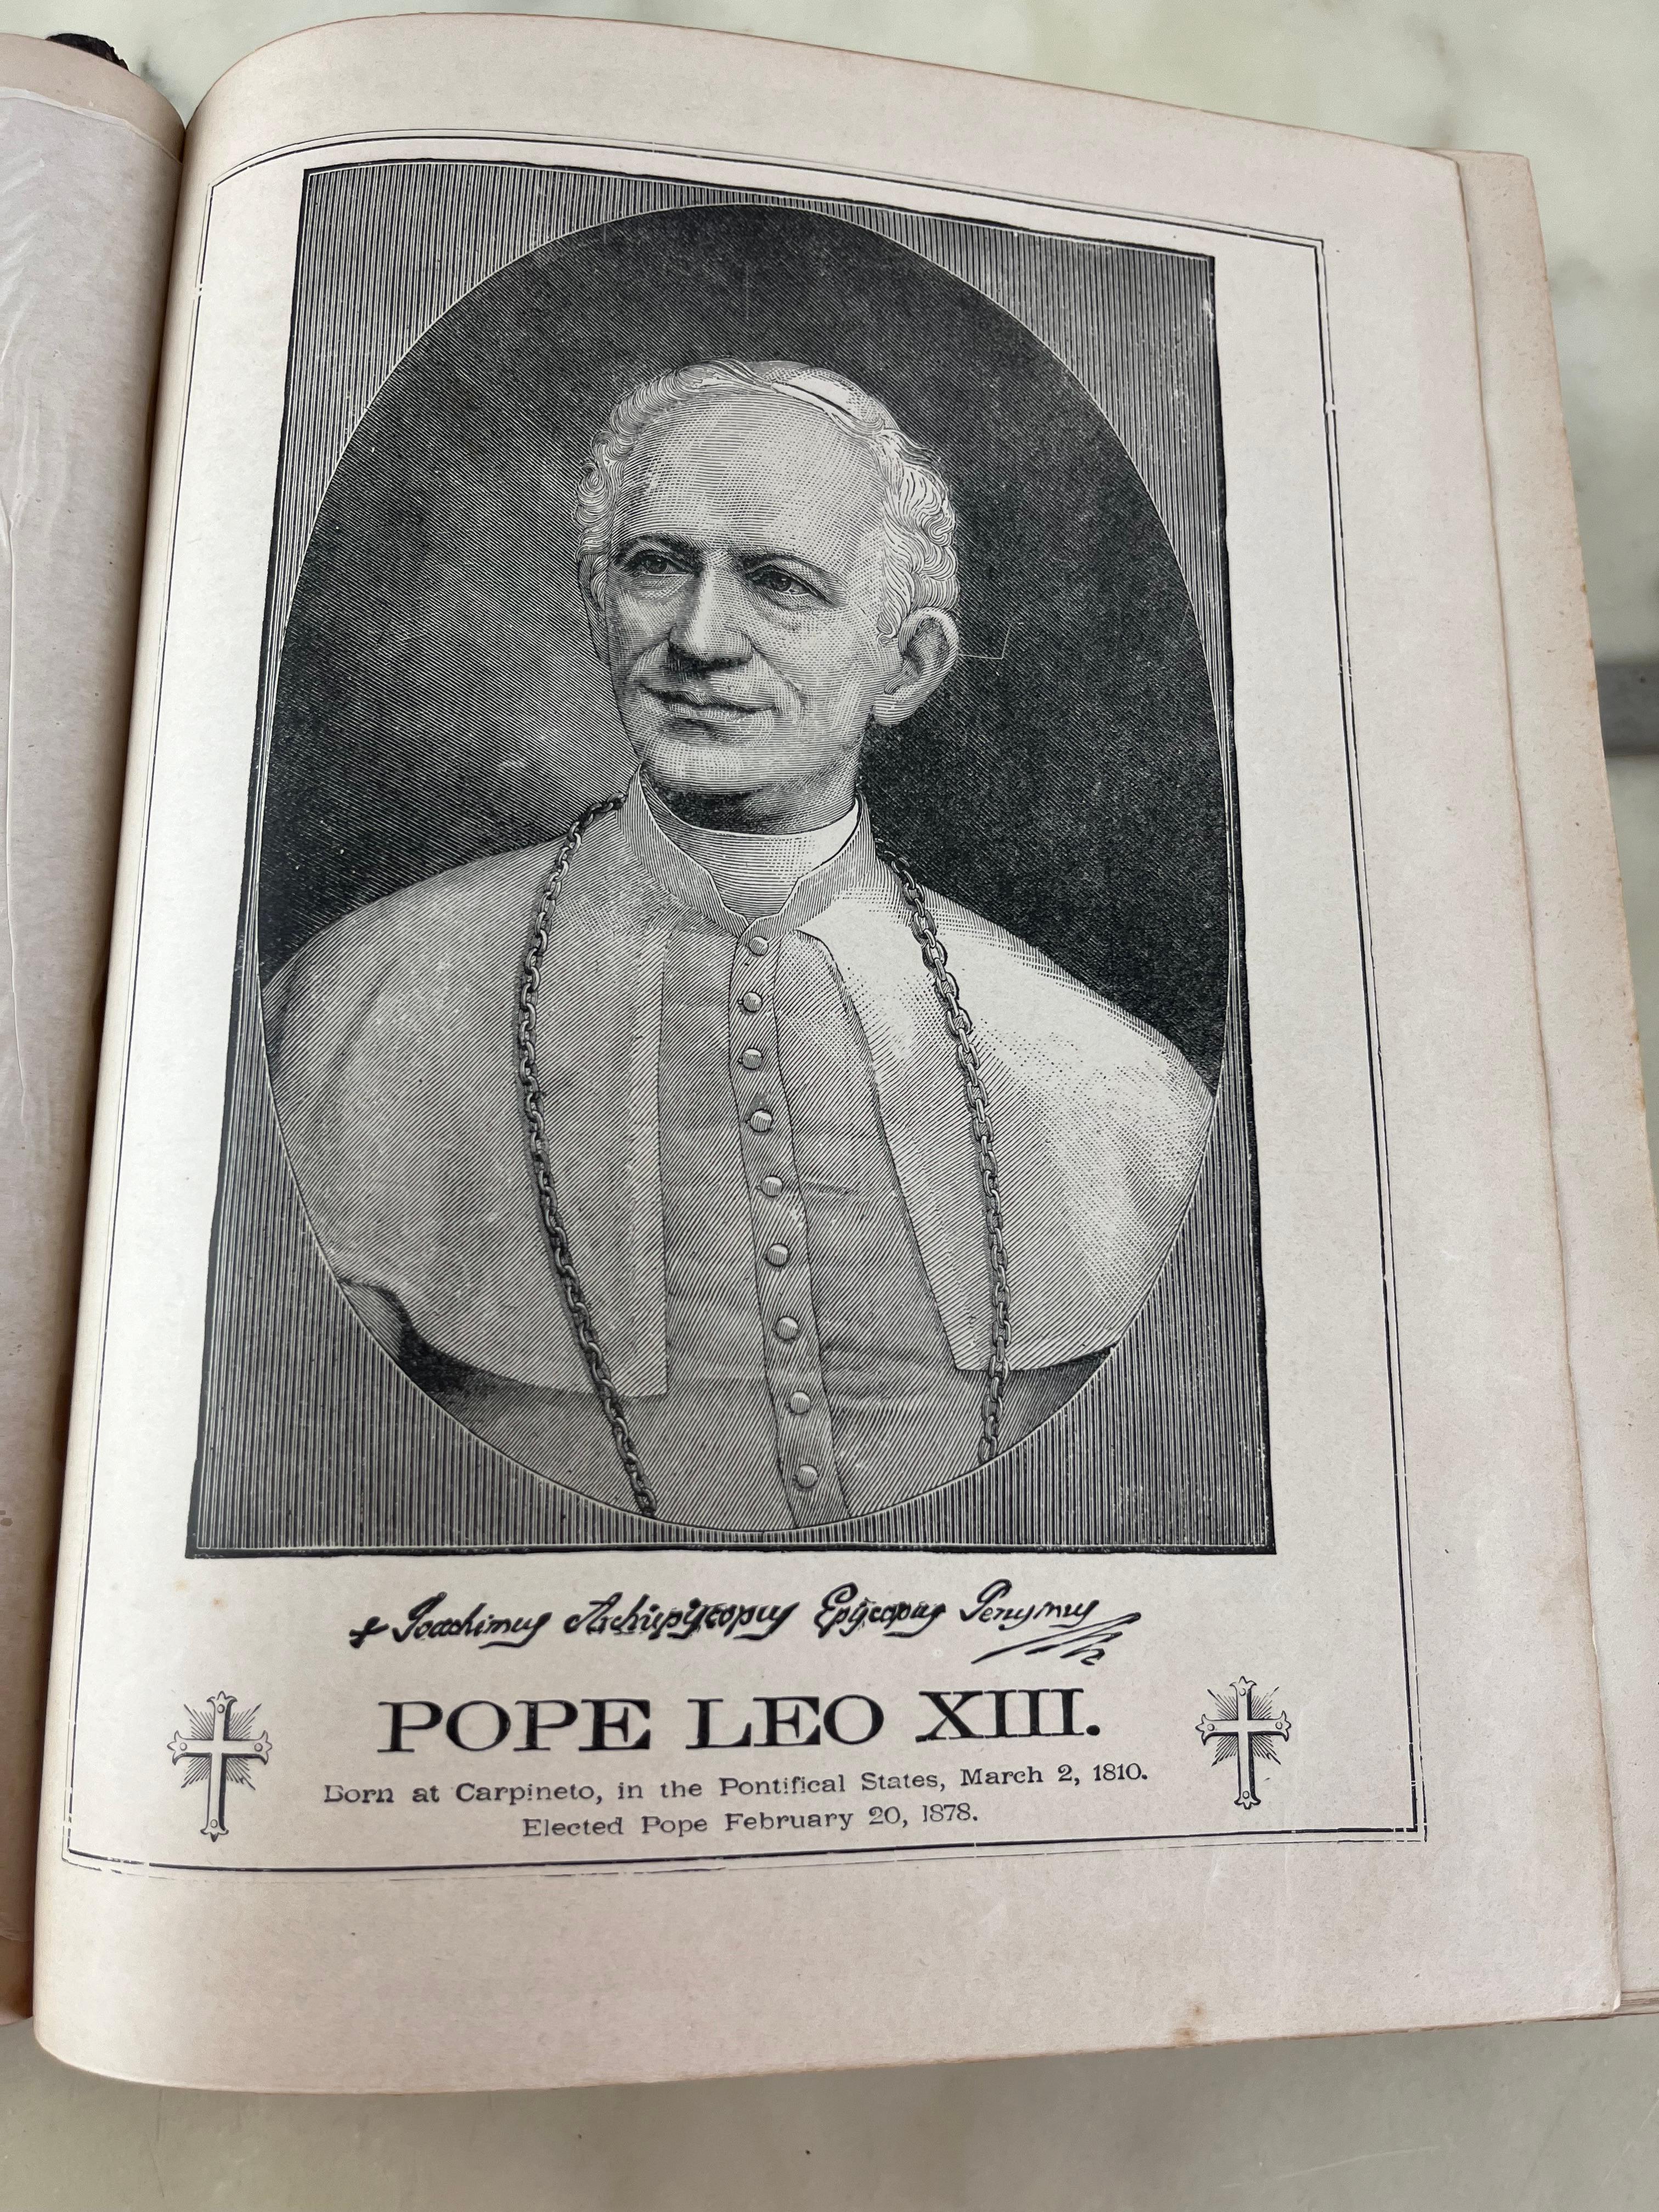 + Joachimus Archiepiscopus Episcopus Perusinus
POPE LEO XIII.
Born at Carpineto, in the Pontifical States, March 2, 1810.
Elected Pope February 20, 1878.